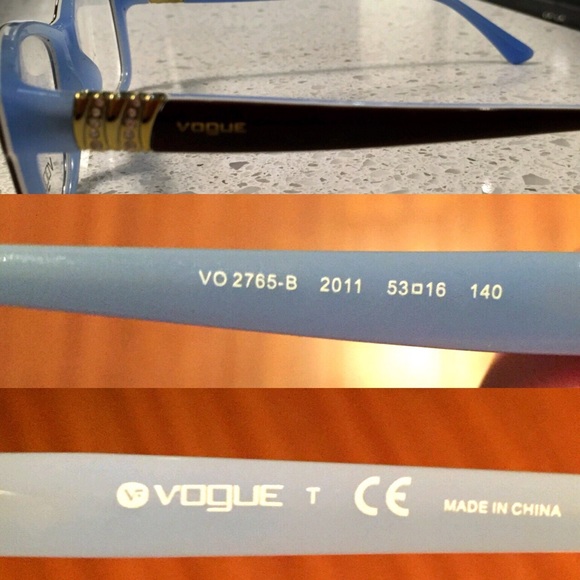 VOGUE
VO 2765-B 2011 53□16 140
VOGUE T CE MADE IN CHINA